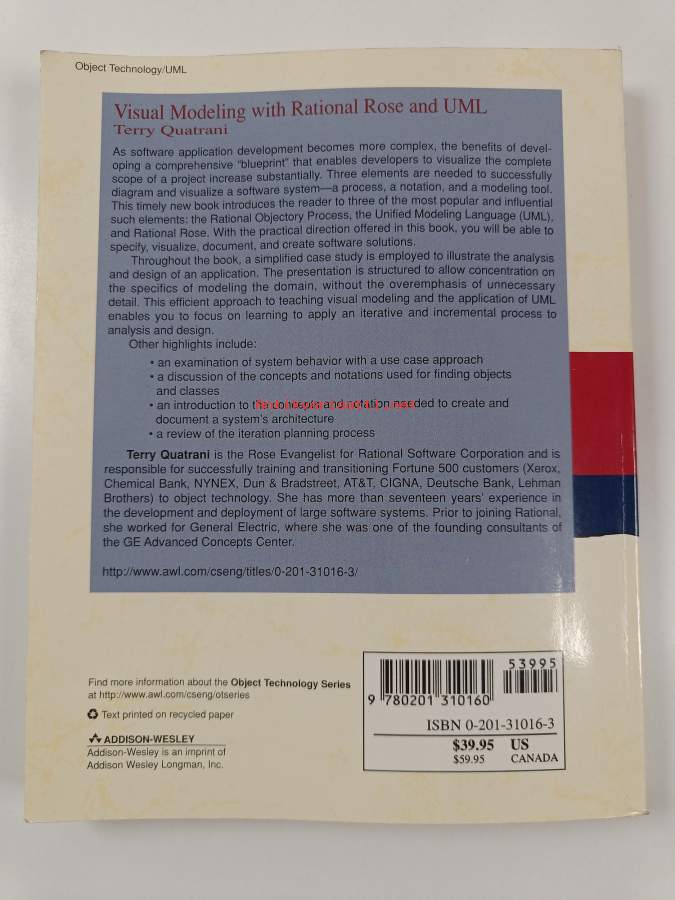 Object Technology/UML
Visual Modeling with Rational Rose and UML
Terry Quatrani
As software application development becomes more complex, the benefits of devel-
oping a comprehensive "blueprint" that enables developers to visualize the complete
scope of a project increase substantially. Three elements are needed to successfully
diagram and visualize a software system—a process, a notation, and a modeling tool.
This timely new book introduces the reader to three of the most popular and influential
such elements: the Rational Objectory Process, the Unified Modeling Language (UML),
and Rational Rose. With the practical direction offered in this book, you will be able to
specify, visualize, document, and create software solutions.
Throughout the book, a simplified case study is employed to illustrate the analysis
and design of an application. The presentation is structured to allow concentration on
the specifics of modeling the domain, without the overemphasis of unnecessary
detail. This efficient approach to teaching visual modeling and the application of UML
enables you to focus on learning to apply an iterative and incremental process to
analysis and design.
Other highlights include:
• an examination of system behavior with a use case approach
• a discussion of the concepts and notations used for finding objects
and classes
• an introduction to the concepts and notation needed to create and
document a system's architecture
• a review of the iteration planning process
Terry Quatrani is the Rose Evangelist for Rational Software Corporation and is
responsible for successfully training and transitioning Fortune 500 customers (Xerox,
Chemical Bank, NYNEX, Dun & Bradstreet, AT&T, CIGNA, Deutsche Bank, Lehman
Brothers) to object technology. She has more than seventeen years' experience in
the development and deployment of large software systems. Prior to joining Rational,
she worked for General Electric, where she was one of the founding consultants of
the GE Advanced Concepts Center.
http://www.awl.com/cseng/titles/0-201-31016-3/
Find more information about the Object Technology Series
at http://www.awl.com/cseng/otseries
Text printed on recycled paper
ADDISON-WESLEY
Addison-Wesley is an imprint of
Addison Wesley Longman, Inc.
53995
9 780201 310160
ISBN 0-201-31016-3
$39.95 US
$59.95 CANADA